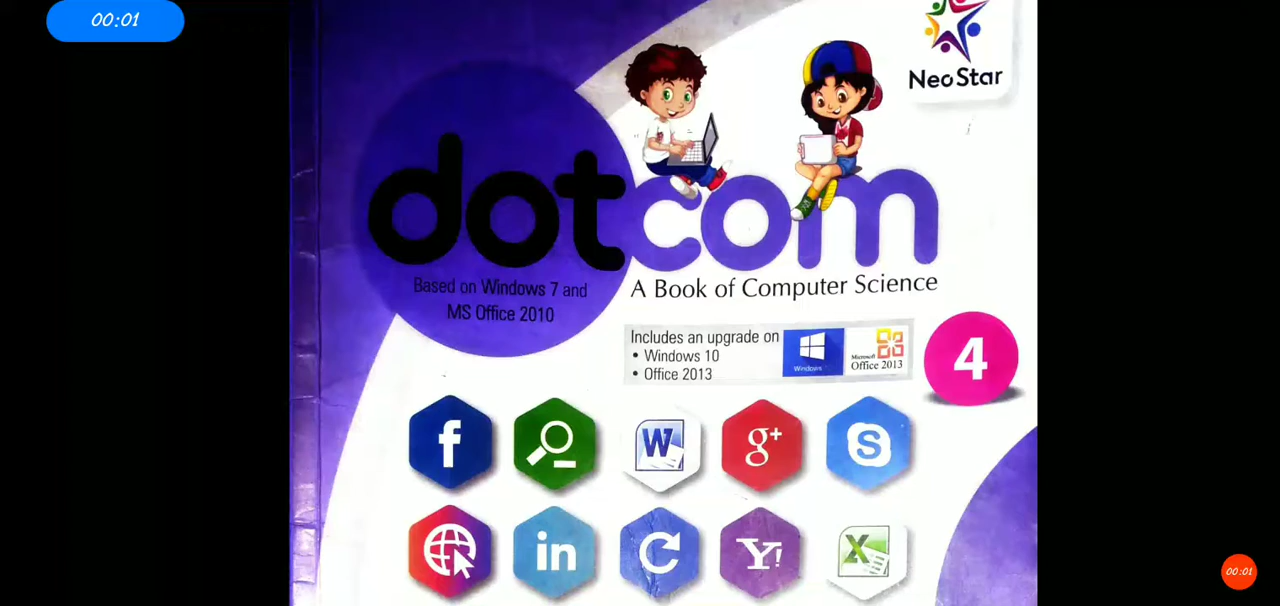 00:01
NeoStar
dotcom
Based on Windows 7 and
MS Office 2010
A Book of Computer Science
Includes an upgrade on
• Windows 10
• Office 2013
Windows
Microsoft
Office 2013
4
f
W
g+
S
in
Y!
X
00:01